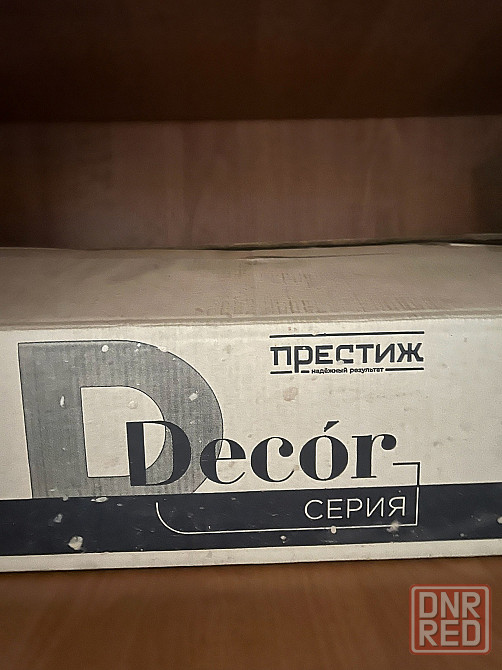 ПРЕСТИЖ
надёжный результат
D
Decór
СЕРИЯ
DNR
RED